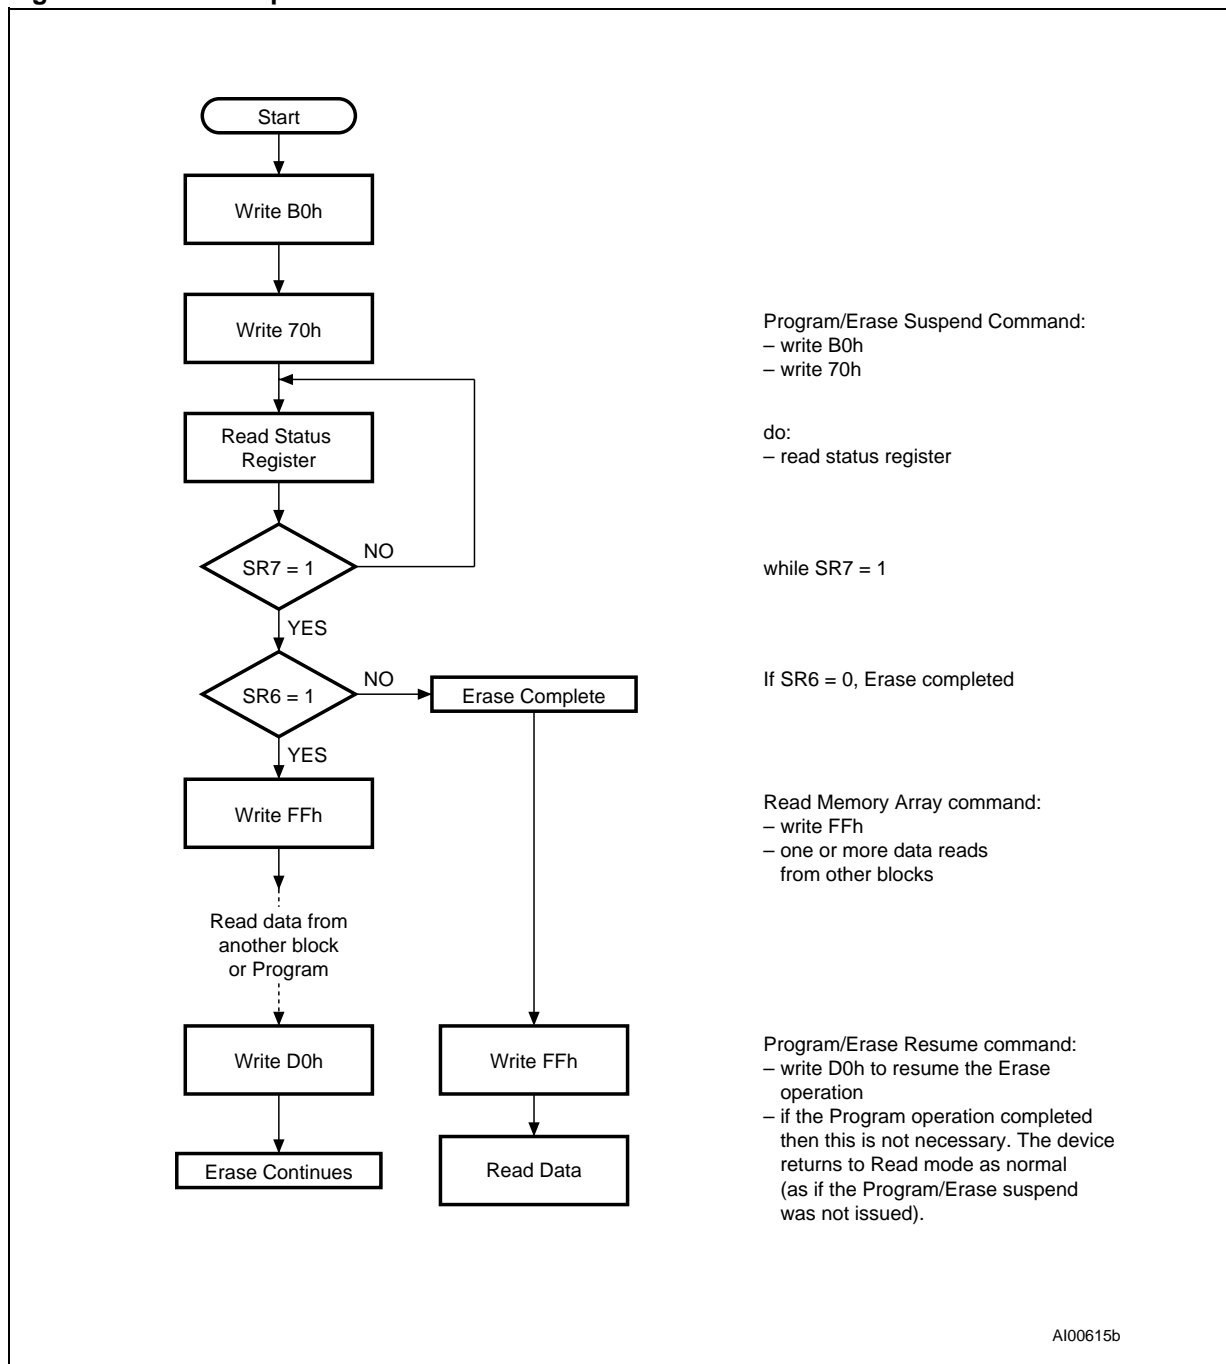 Start
Write B0h
Write 70h
Program/Erase Suspend Command:
– write B0h
– write 70h
Read Status
Register
do:
– read status register
SR7 = 1
NO
while SR7 = 1
YES
SR6 = 1
NO
Erase Complete
If SR6 = 0, Erase completed
YES
Write FFh
Read Memory Array command:
– write FFh
– one or more data reads
from other blocks
Read data from
another block
or Program
Write D0h
Write FFh
Program/Erase Resume command:
– write D0h to resume the Erase
operation
– if the Program operation completed
then this is not necessary. The device
returns to Read mode as normal
(as if the Program/Erase suspend
was not issued).
Erase Continues
Read Data
AI00615b